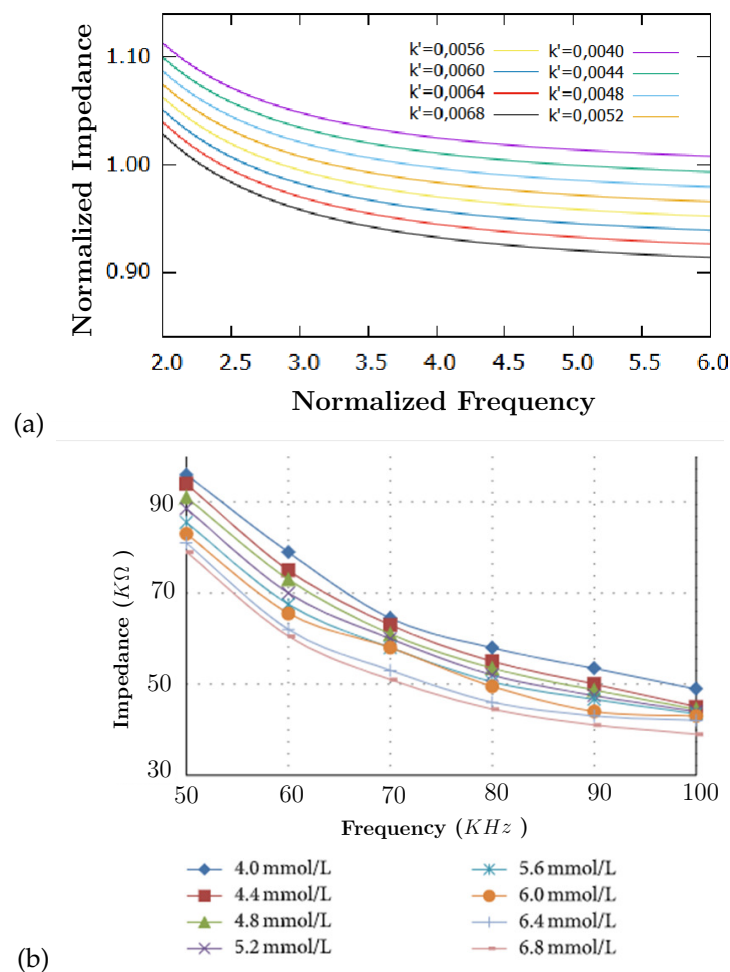 1.10
1.00
0.90
Normalized Impedance
k'=0,0056 k'=0,0040
k'=0,0060 k'=0,0044
k'=0,0064 k'=0,0048
k'=0,0068 k'=0,0052
2.0 2.5 3.0 3.5 4.0 4.5 5.0 5.5 6.0
Normalized Frequency
(a)
90
70
50
30
Impedance (KΩ)
50 60 70 80 90 100
Frequency (KHz )
4.0 mmol/L 5.6 mmol/L
4.4 mmol/L 6.0 mmol/L
4.8 mmol/L 6.4 mmol/L
5.2 mmol/L 6.8 mmol/L
(b)